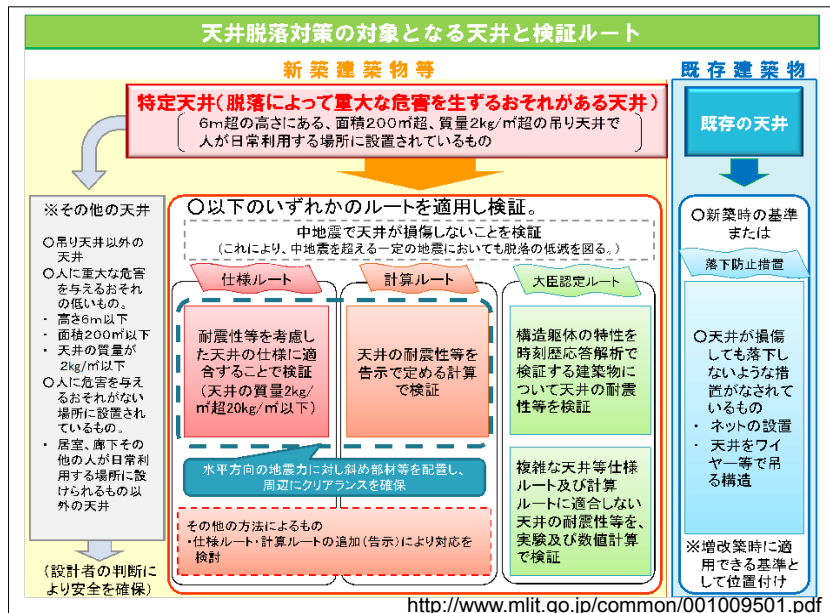 天井脱落対策の対象となる天井と検証ルート
新築建築物等
既存建築物
特定天井(脱落によって重大な危害を生ずるおそれがある天井)
6m超の高さにある、面積200㎡超、質量2kg/㎡超の吊り天井で
人が日常利用する場所に設置されているもの
既存の天井
※その他の天井
○吊り天井以外の
天井
○人に重大な危害
を与えるおそれ
の低いもの。
・ 高さ6m以下
・ 面積200㎡以下
・ 天井の質量が
2kg/㎡以下
○人に危害を与え
るおそれがない
場所に設置され
ているもの。
・ 居室、廊下その
他の人が日常利
用する場所に設
けられるもの以
外の天井
(設計者の判断に
より安全を確保)
○以下のいずれかのルートを適用し検証。
中地震で天井が損傷しないことを検証
(これにより、中地震を超える一定の地震においても脱落の低減を図る。)
仕様ルート
耐震性等を考慮し
た天井の仕様に適
合することで検証
(天井の質量2kg/
㎡超20kg/㎡以下)
計算ルート
天井の耐震性等を
告示で定める計算
で検証
水平方向の地震力に対し斜め部材等を配置し、
周辺にクリアランスを確保
その他の方法によるもの
・仕様ルート・計算ルートの追加(告示)により対応を
検討
大臣認定ルート
構造躯体の特性を
時刻歴応答解析で
検証する建築物に
ついて天井の耐震
性等を検証
複雑な天井等仕様
ルート及び計算
ルートに適合しない
天井の耐震性等を、
実験及び数値計算
で検証
○新築時の基準
または
落下防止措置
○天井が損傷
しても落下し
ないような措
置がなされて
いるもの
・ ネットの設置
・ 天井をワイ
ヤー等で吊
る構造
※増改築時に適
用できる基準と
して位置付け
http://www.mlit.go.jp/common/001009501.pdf